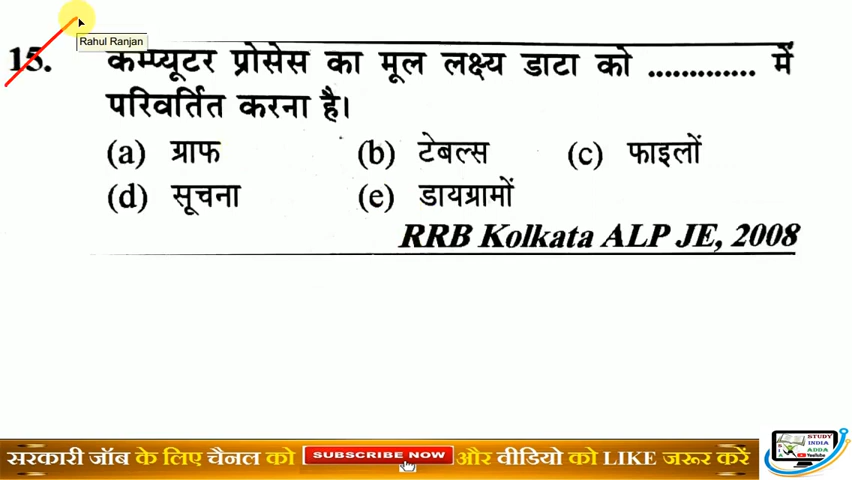 Rahul Ranjan
15. कम्प्यूटर प्रोसेस का मूल लक्ष्य डाटा को ............. में
परिवर्तित करना है।
(a) ग्राफ (b) टेबल्स (c) फाइलों
(d) सूचना (e) डायग्रामों
RRB Kolkata ALP JE, 2008
सरकारी जॉब के लिए चैनल को SUBSCRIBE NOW और वीडियो को LIKE जरूर करें
STUDY
INDIA
ADDA
YouTube